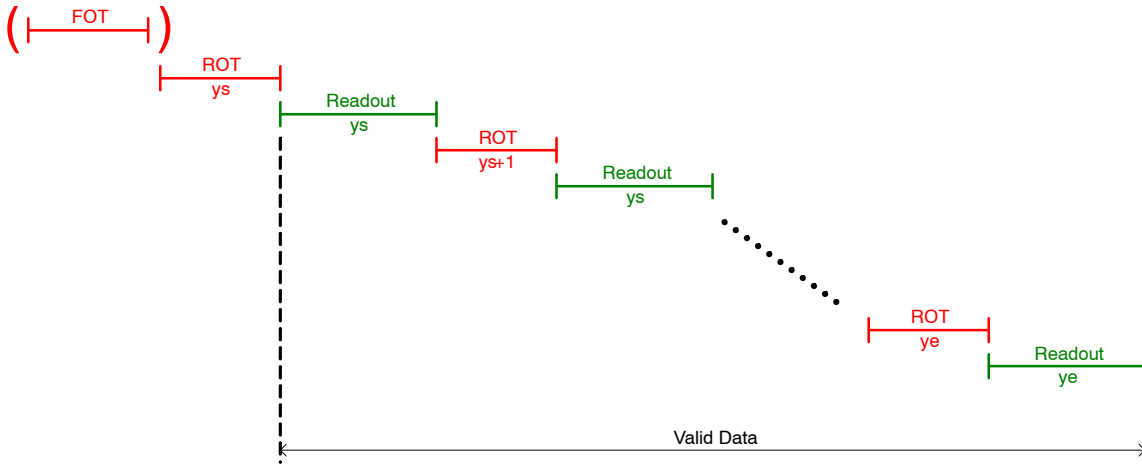 ( FOT )
ROT
ys
Readout
ys
ROT
ys+1
Readout
ys
ROT
ye
Readout
ye
Valid Data